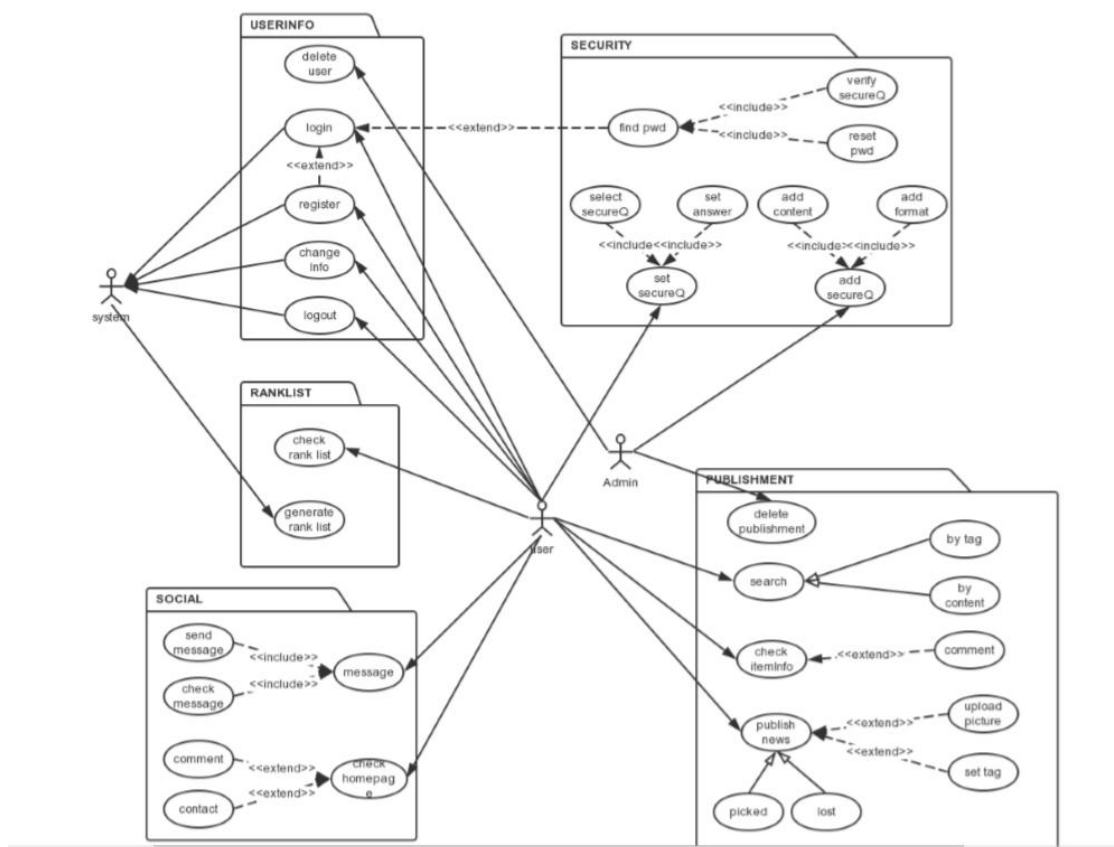 USERINFO
delete
user
login
<<extend>>
register
change
info
logout
system
SECURITY
verify
secureQ
<<include>>
find pwd
<<include>>
reset
pwd
<<extend>>
select
secureQ
set
answer
add
content
add
format
<<include<<include>>
<<include><<include>>
set
secureQ
add
secureQ
RANKLIST
check
rank list
generate
rank list
Admin
user
PUBLISHMENT
delete
publishment
search
by tag
by
content
check
itemInfo
<<extend>>
comment
publish
news
<<extend>>
upload
picture
<<extend>>
set tag
picked
lost
SOCIAL
send
message
<<include>>
message
check
message
<<include>>
comment
<<extend>>
check
homepag
e
contact
<<extend>>